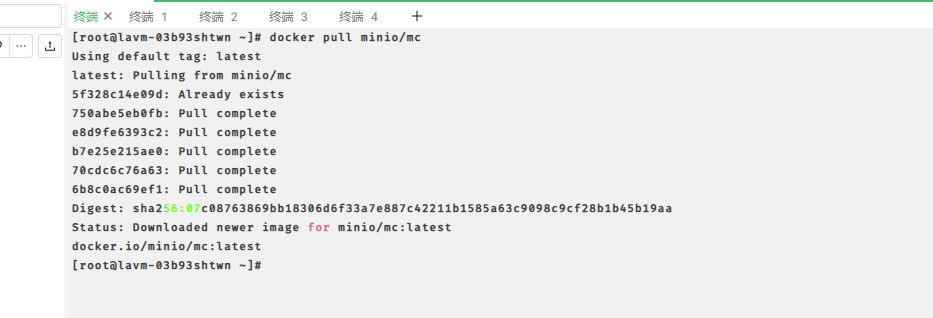 终端 × 终端 1 终端 2 终端 3 终端 4 +
[root@lavm-03b93shtwn ~]# docker pull minio/mc
Using default tag: latest
latest: Pulling from minio/mc
5f328c14e09d: Already exists
750abe5eb0fb: Pull complete
e8d9fe6393c2: Pull complete
b7e25e215ae0: Pull complete
70cdc6c76a63: Pull complete
6b8c0ac69ef1: Pull complete
Digest: sha256:07c08763869bb18306d6f33a7e887c42211b1585a63c9098c9cf28b1b45b19aa
Status: Downloaded newer image for minio/mc:latest
docker.io/minio/mc:latest
[root@lavm-03b93shtwn ~]#